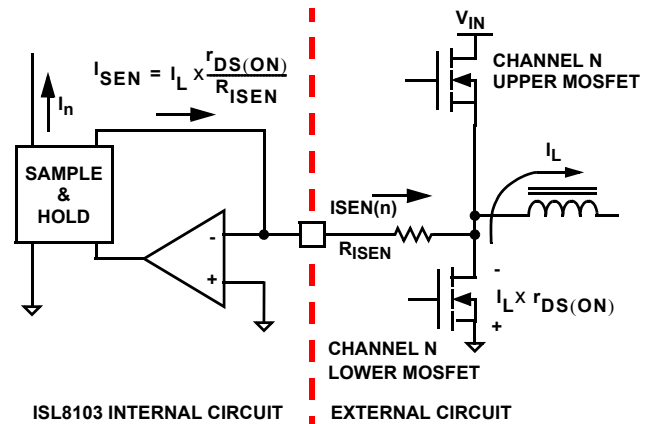 V_IN
CHANNEL N
UPPER MOSFET
I_SEN = I_L x r_DS(ON) / R_ISEN
I_n
SAMPLE
&
HOLD
I_L
ISEN(n)
R_ISEN
-
+
-
I_L x r_DS(ON)
+
CHANNEL N
LOWER MOSFET
ISL8103 INTERNAL CIRCUIT
EXTERNAL CIRCUIT